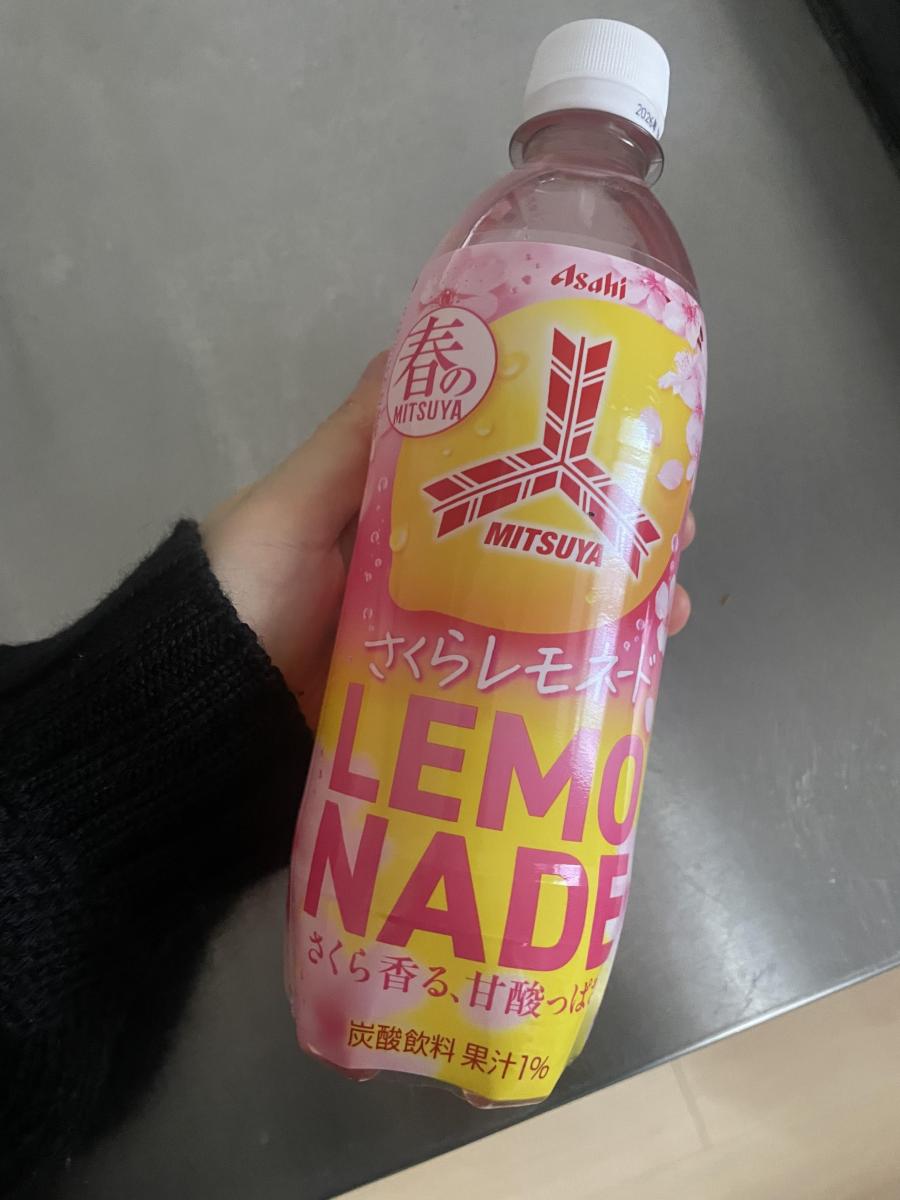 Asahi
春の
MITSUYA
MITSUYA
さくらレモネード
LEMO
NADE
さくら香る、甘酸っぱ
炭酸飲料 果汁1%